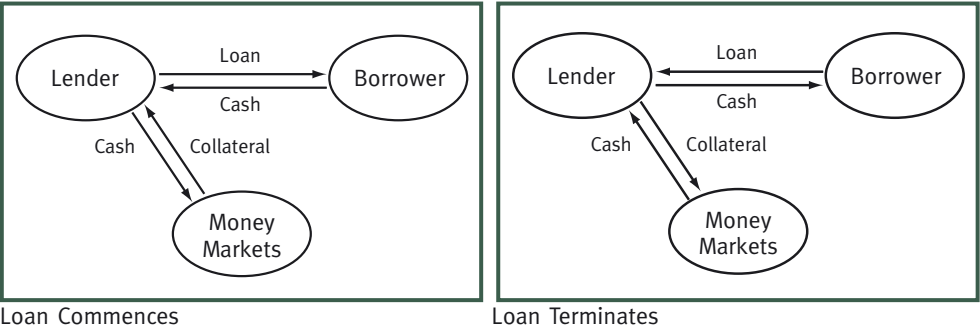 Lender
Loan
Cash
Borrower
Cash
Collateral
Money
Markets
Loan Commences
Lender
Loan
Cash
Borrower
Cash
Collateral
Money
Markets
Loan Terminates